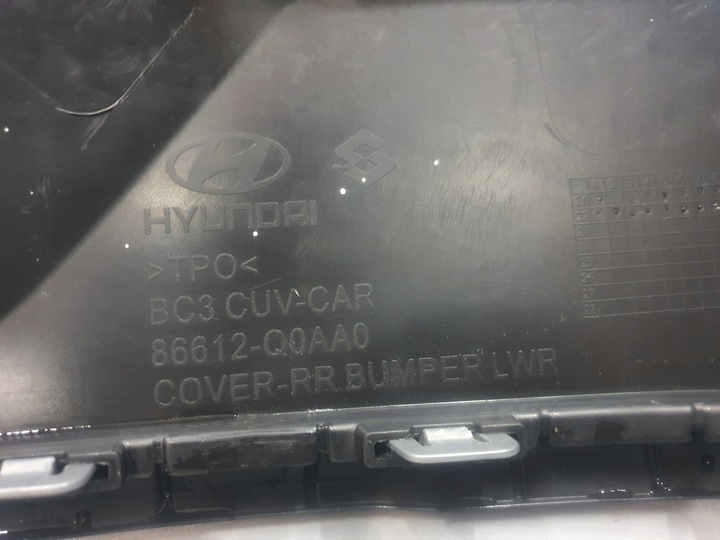 HYUNDAI
>TPO<
BC3 CUV-CAR
86612-Q0AA0
COVER-RR BUMPER LWR